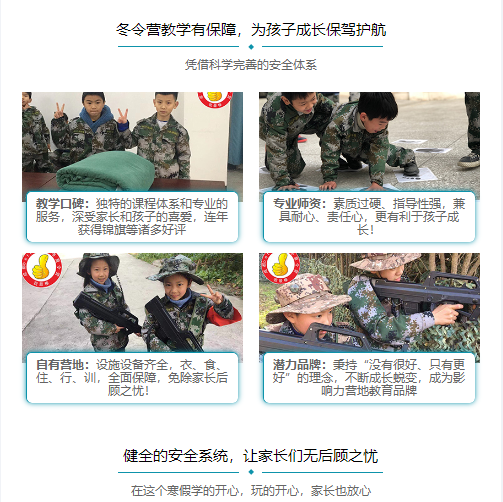 冬令营教学有保障，为孩子成长保驾护航
凭借科学完善的安全体系
教学口碑：独特的课程体系和专业的
服务，深受家长和孩子的喜爱，连年
获得锦旗等诸多好评
专业师资：素质过硬、指导性强，兼
具耐心、责任心，更有利于孩子成
长！
自有营地：设施设备齐全，衣、食、
住、行、训，全面保障，免除家长后
顾之忧！
潜力品牌：秉持“没有很好、只有更
好”的理念，不断成长蜕变，成为影
响力营地教育品牌
健全的安全系统，让家长们无后顾之忧
在这个寒假学的开心，玩的开心，家长也放心